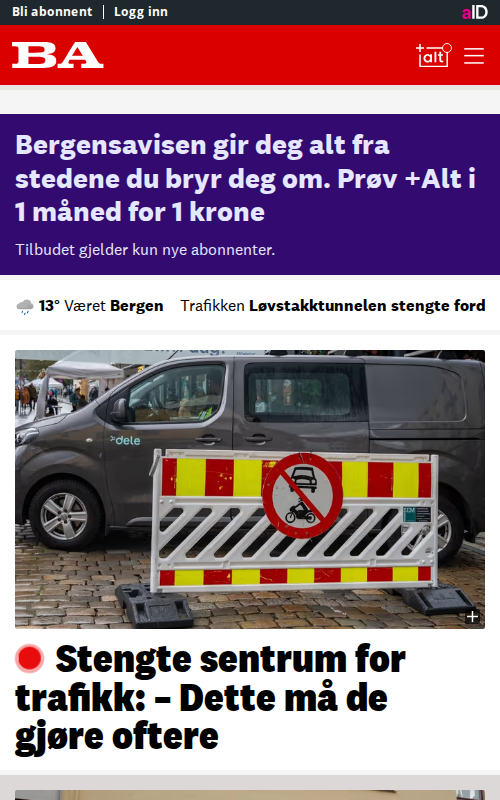 Bli abonnent
Logg inn
aID
BA
+alt
Bergensavisen gir deg alt fra
stedene du bryr deg om. Prøv +Alt i
1 måned for 1 krone
Tilbudet gjelder kun nye abonnenter.
13° Været Bergen
Trafikken Løvstakktunnelen stengte ford
dele
Stengte sentrum for
trafikk: – Dette må de
gjøre oftere